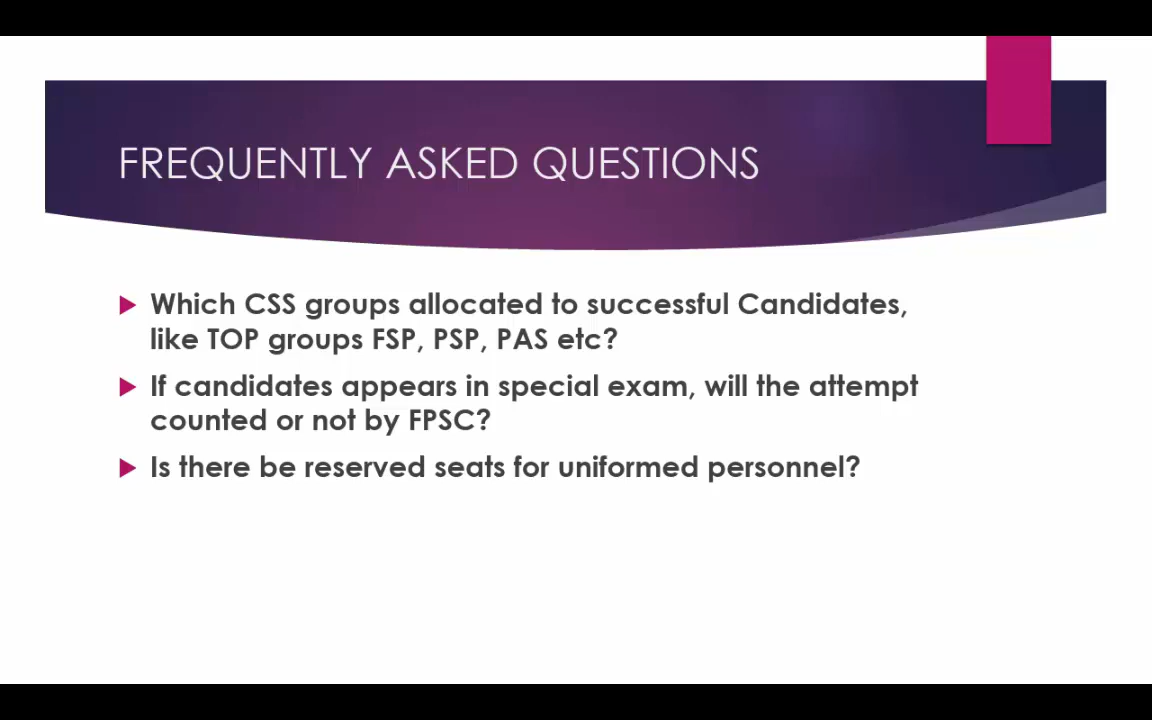 FREQUENTLY ASKED QUESTIONS
Which CSS groups allocated to successful Candidates,
like TOP groups FSP, PSP, PAS etc?
If candidates appears in special exam, will the attempt
counted or not by FPSC?
Is there be reserved seats for uniformed personnel?